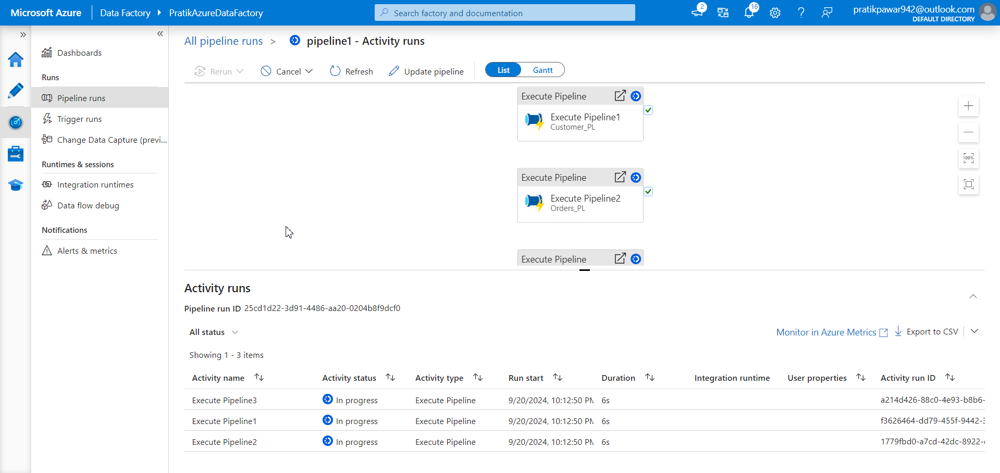 Microsoft Azure
Data Factory
PratikAzureDataFactory
Search factory and documentation
2
16
pratikpawar942@outlook.com
DEFAULT DIRECTORY
Dashboards
Runs
Pipeline runs
Trigger runs
Change Data Capture (previ...
Runtimes & sessions
Integration runtimes
Data flow debug
Notifications
Alerts & metrics
All pipeline runs > pipeline1 - Activity runs
Rerun
Cancel
Refresh
Update pipeline
List
Gantt
Execute Pipeline
Execute Pipeline1
Customer_PL
Execute Pipeline
Execute Pipeline2
Orders_PL
Execute Pipeline
100%
Activity runs
Pipeline run ID 25cd1d22-3d91-4486-aa20-0204b8f9dcf0
All status
Monitor in Azure Metrics
Export to CSV
Showing 1 - 3 items
Activity name Activity status Activity type Run start Duration Integration runtime User properties Activity run ID
Execute Pipeline3 In progress Execute Pipeline 9/20/2024, 10:12:50 PM 6s a214d426-88c0-4e93-b8b6-
Execute Pipeline1 In progress Execute Pipeline 9/20/2024, 10:12:50 PM 6s f3626464-dd79-455f-9442-3
Execute Pipeline2 In progress Execute Pipeline 9/20/2024, 10:12:50 PM 6s 1779fbd0-a7cd-42dc-8922-